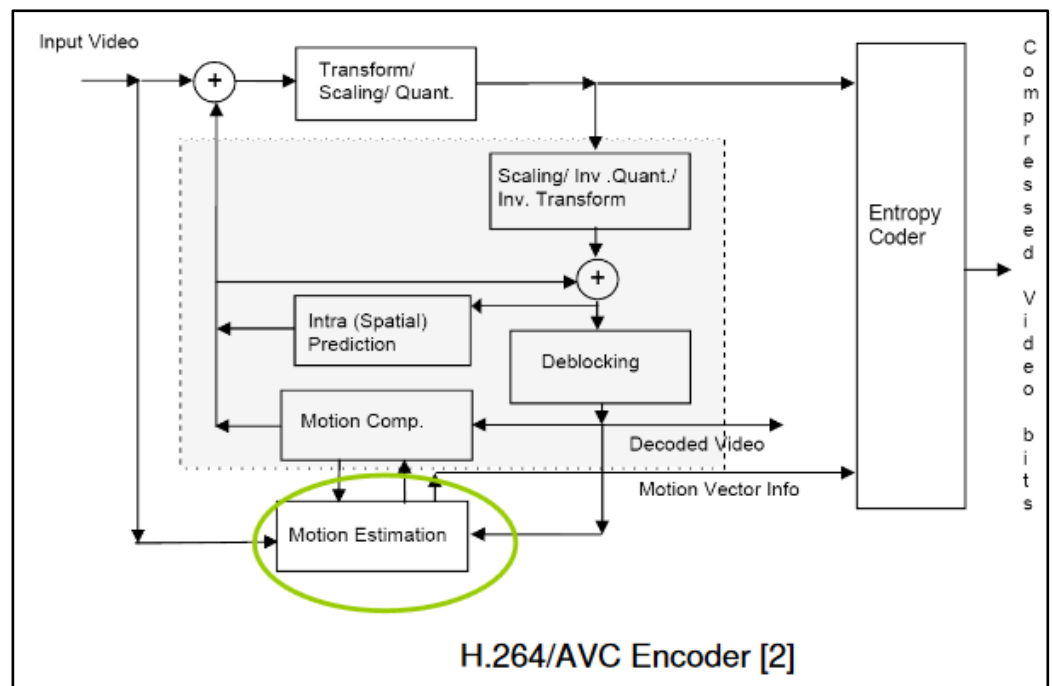 Input Video
+
Transform/
Scaling/ Quant.
Scaling/ Inv .Quant./
Inv. Transform
+
Intra (Spatial)
Prediction
Deblocking
Motion Comp.
Decoded Video
Motion Vector Info
Motion Estimation
Entropy
Coder
Compressed Video bits
H.264/AVC Encoder [2]